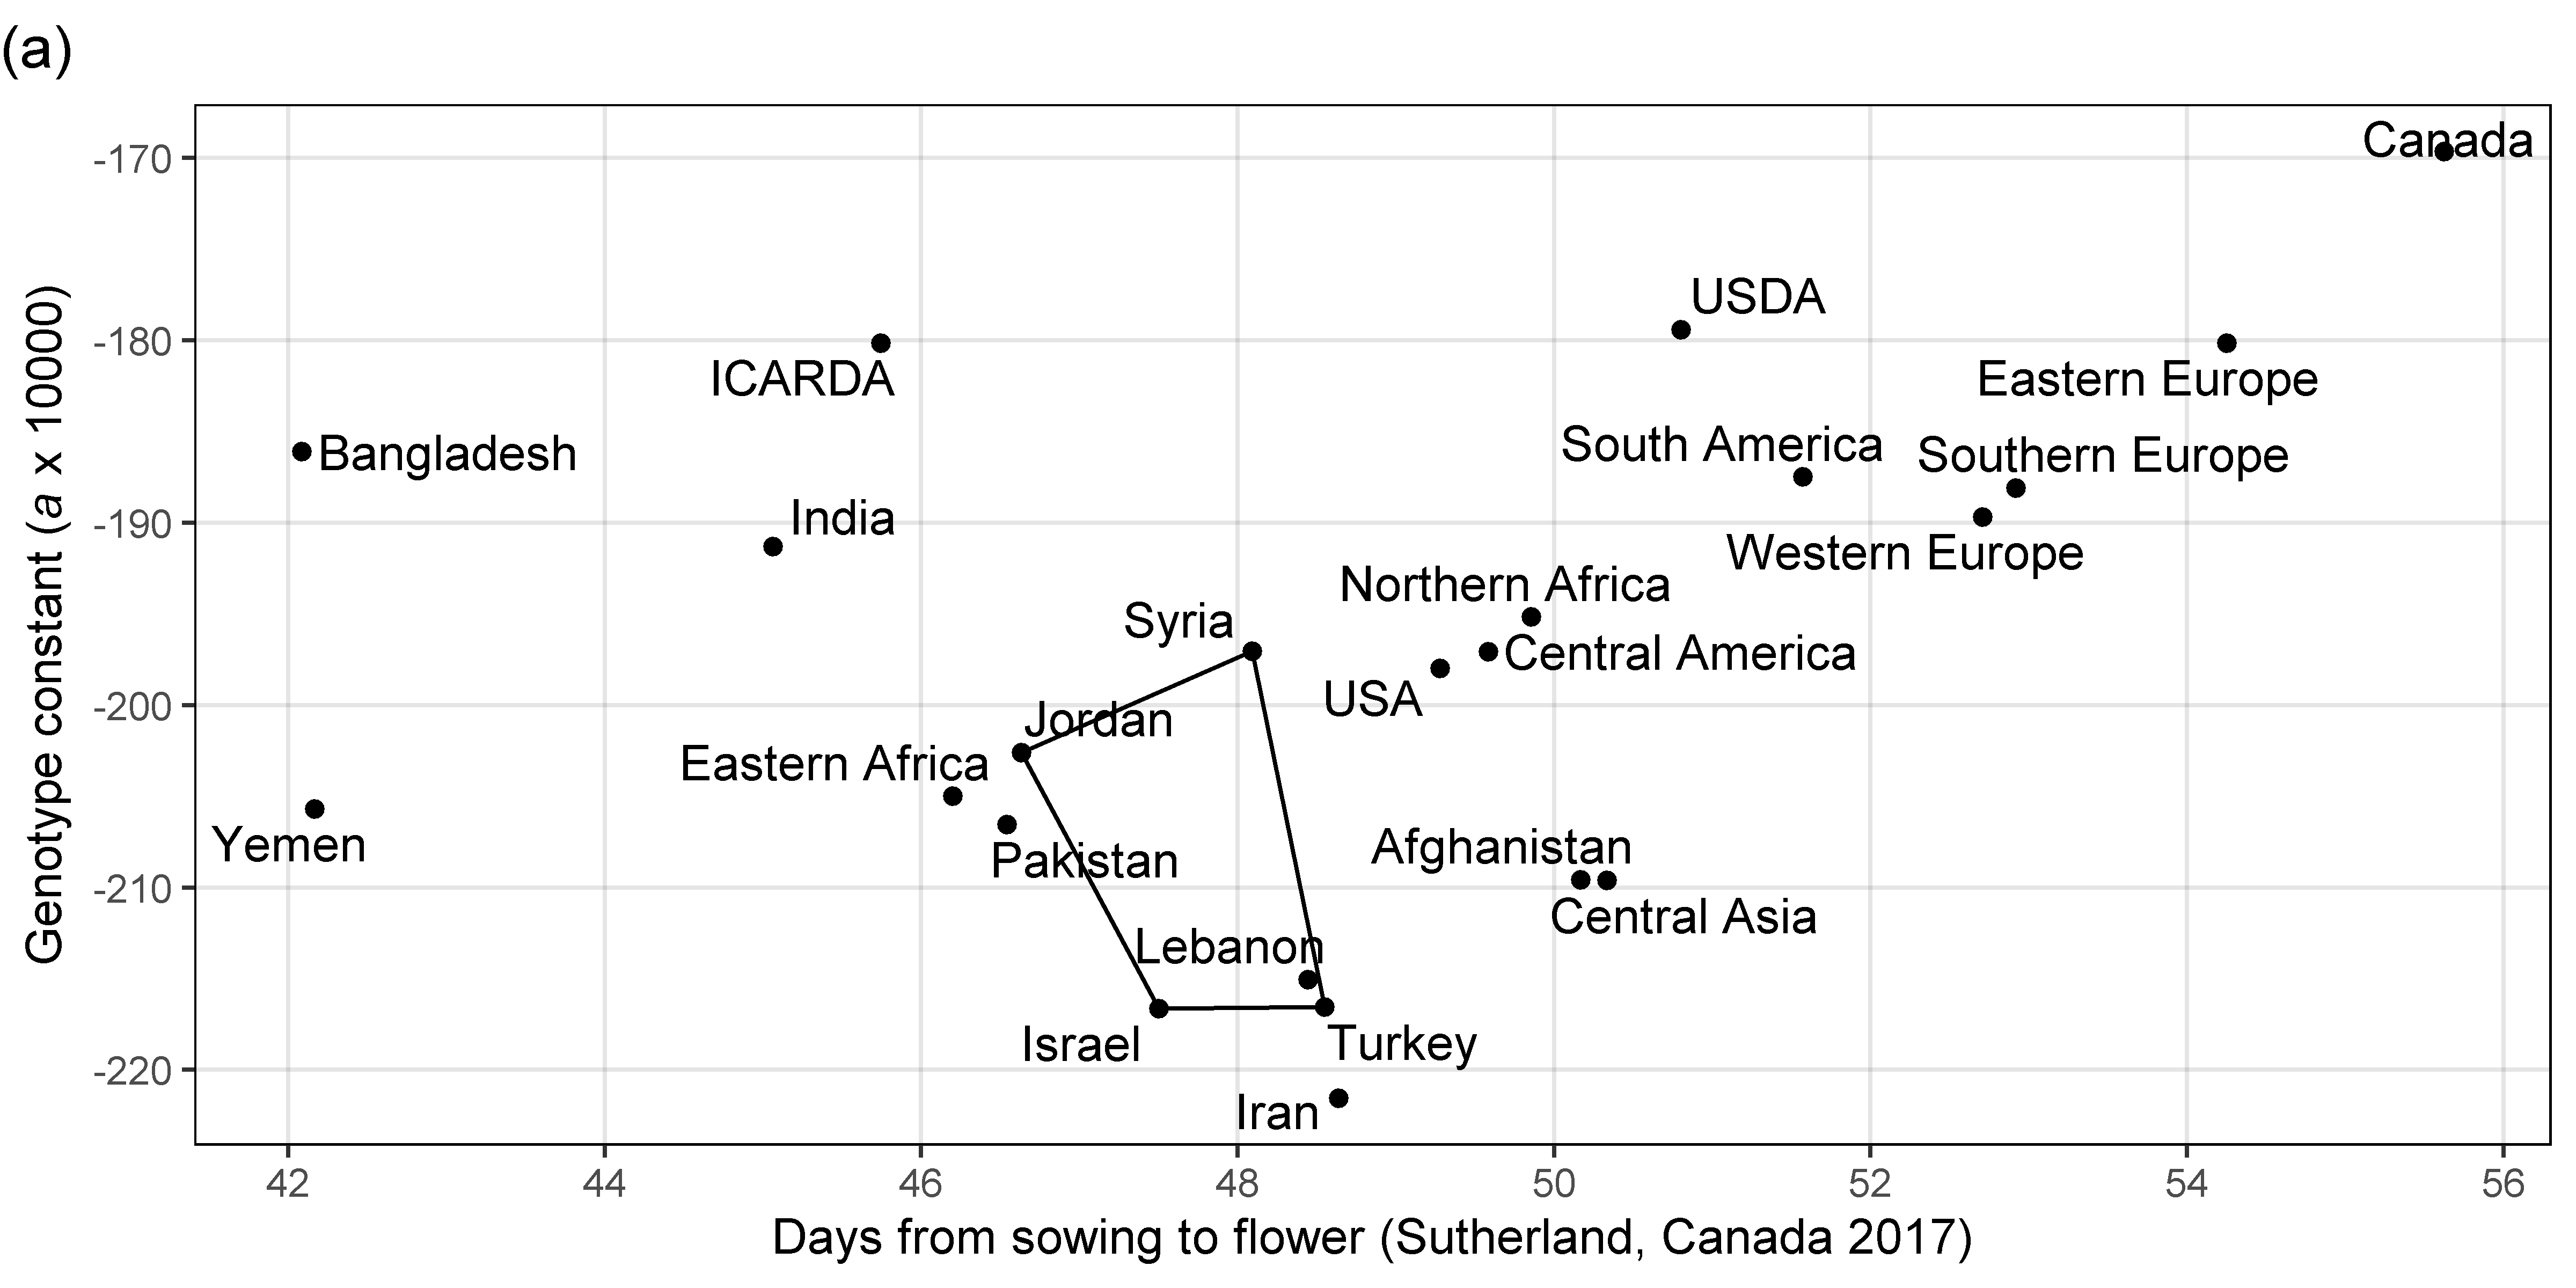 (a)
Canada
-170
USDA
-180
ICARDA
Eastern Europe
South America
Southern Europe
Bangladesh
India
-190
Western Europe
Northern Africa
Syria
Central America
USA
-200
Jordan
Eastern Africa
Yemen
Pakistan
Afghanistan
-210
Central Asia
Lebanon
Israel
Turkey
-220
Iran
Genotype constant (a x 10000)
42 44 46 48 50 52 54 56
Days from sowing to flower (Sutherland, Canada 2017)